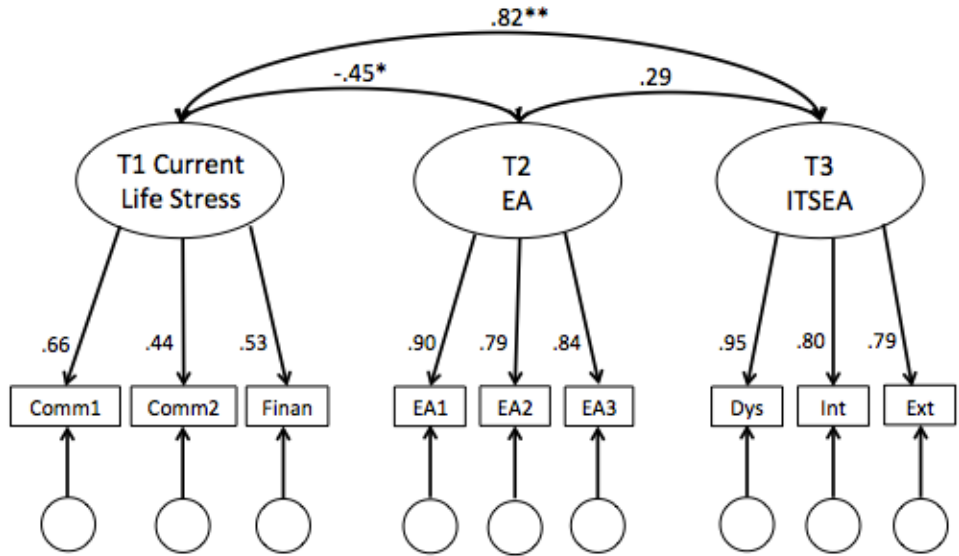 .82**
-.45*
.29
T1 Current
Life Stress
T2
EA
T3
ITSEA
.66
.44
.53
.90
.79
.84
.95
.80
.79
Comm1
Comm2
Finan
EA1
EA2
EA3
Dys
Int
Ext